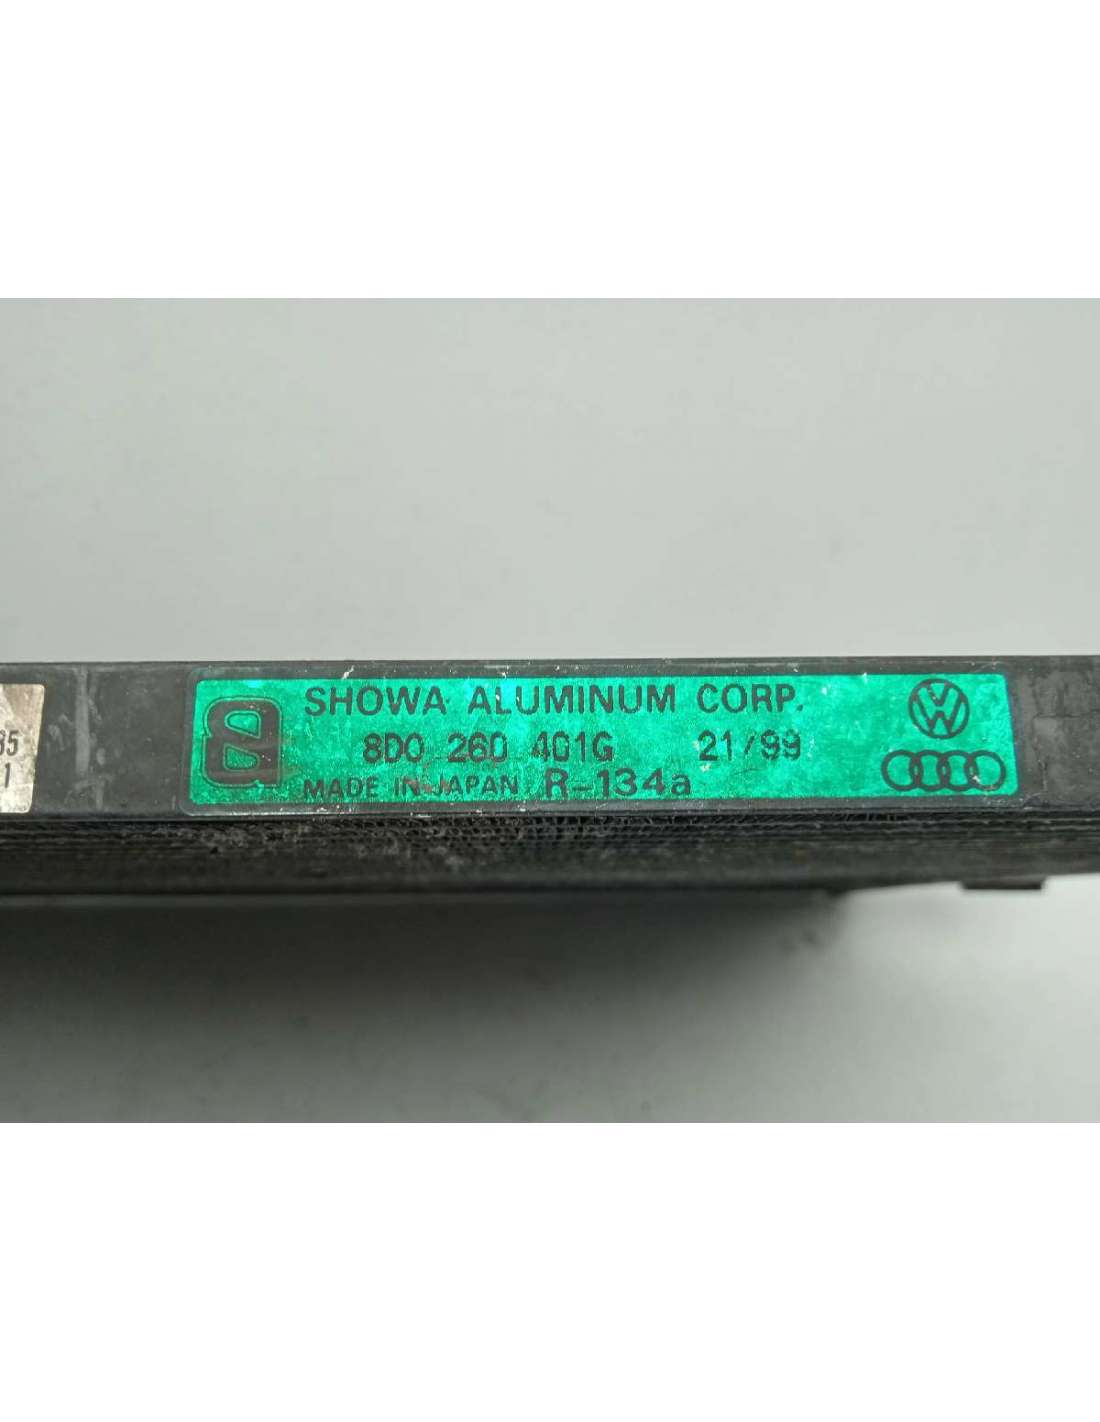 SHOWA ALUMINUM CORP.
8D0 260 401G 21/99
MADE IN JAPAN R-134a